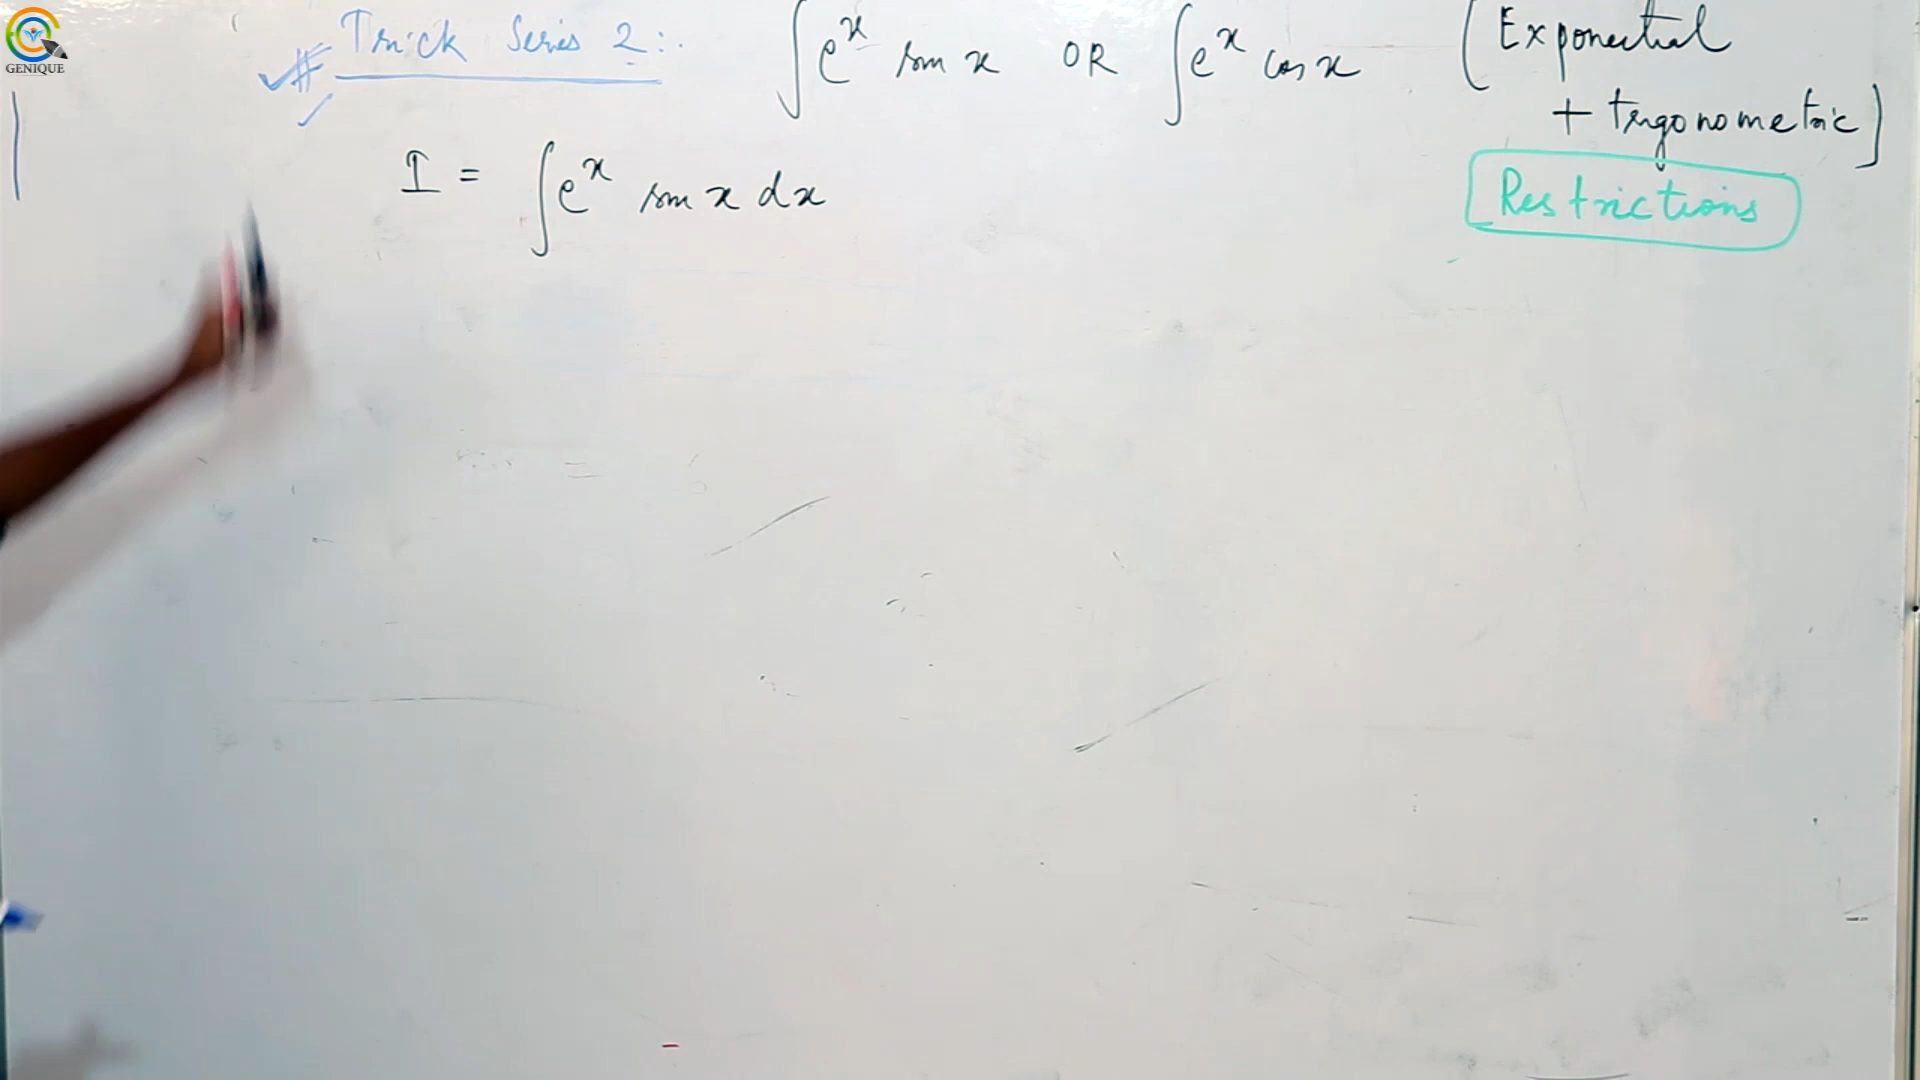 GENIQUE
# Trick Series 2:. ∫e^x sin x OR ∫e^x cos x (Exponential
+ trigonometric)
I = ∫e^x sin x dx
Restrictions